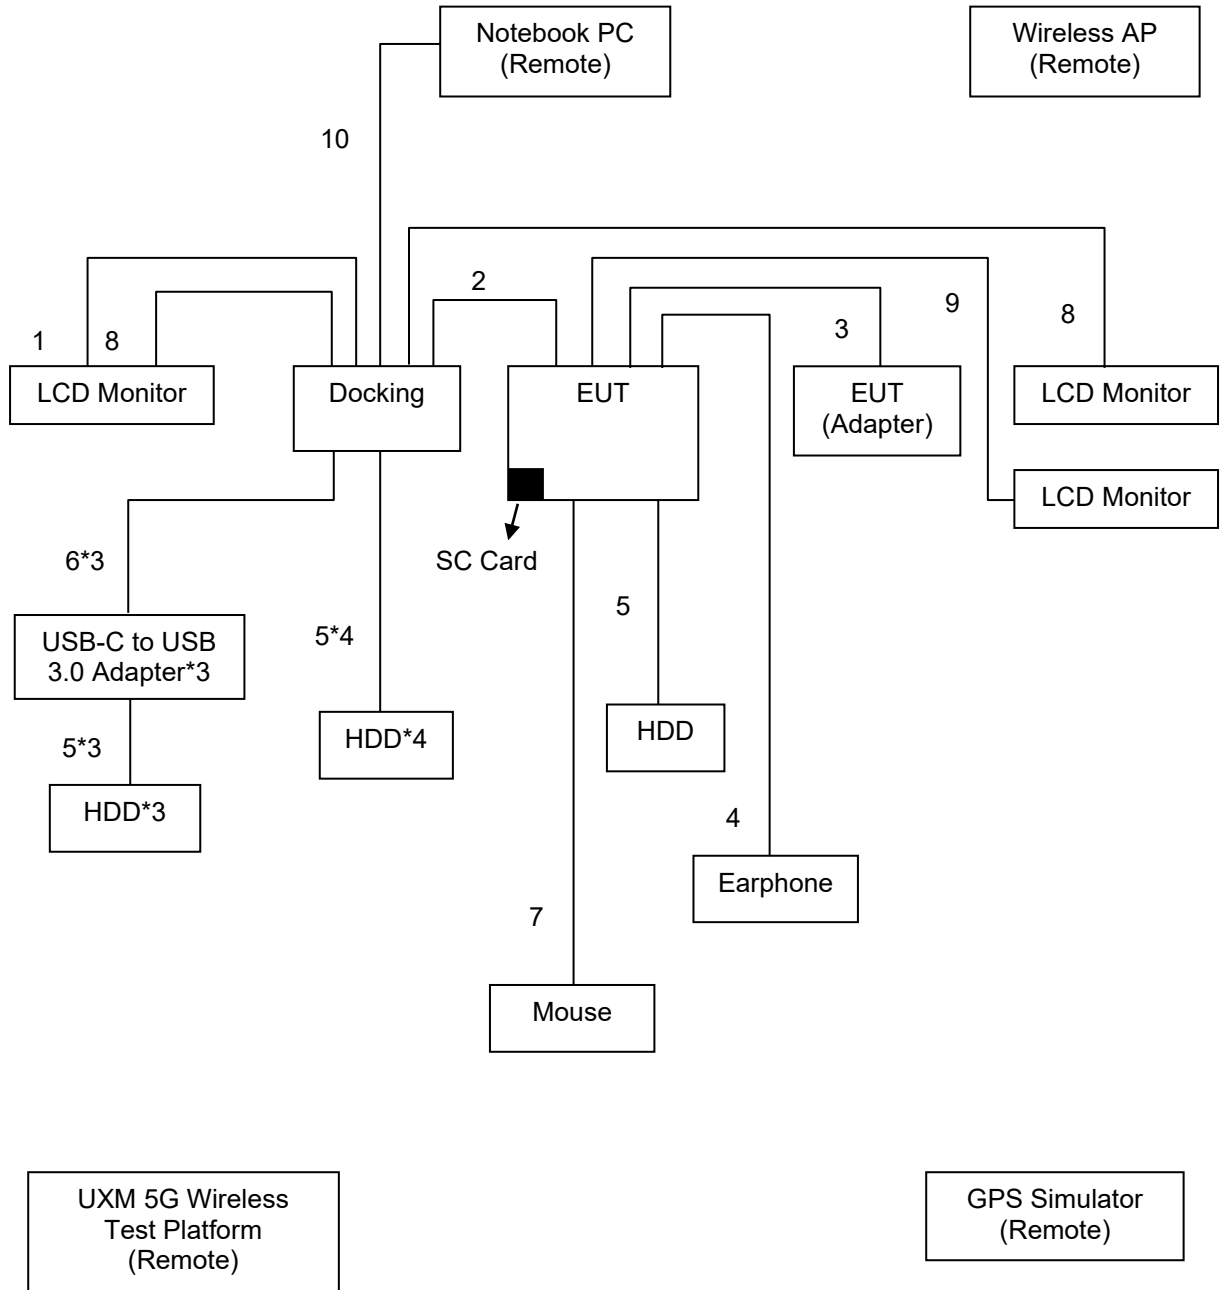 Notebook PC
(Remote)
Wireless AP
(Remote)
10
2
9
8
3
1
8
LCD Monitor
Docking
EUT
EUT
(Adapter)
LCD Monitor
LCD Monitor
SC Card
6*3
5
5*4
USB-C to USB
3.0 Adapter*3
HDD
HDD*4
5*3
HDD*3
4
Earphone
7
Mouse
UXM 5G Wireless
Test Platform
(Remote)
GPS Simulator
(Remote)